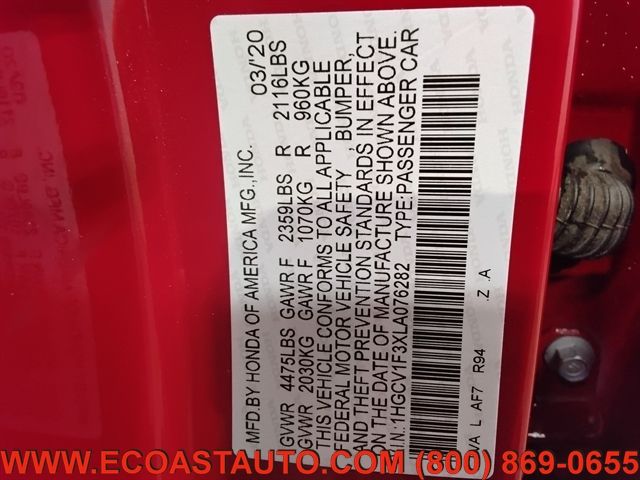 MFD.BY HONDA OF AMERICA MFG.,INC. 03/'20
GVWR 4475LBS GAWR F 2359LBS R 2116LBS
GVWR 2030KG GAWR F 1070KG R 960KG
THIS VEHICLE CONFORMS TO ALL APPLICABLE
FEDERAL MOTOR VEHICLE SAFETY , BUMPER,
AND THEFT PREVENTION STANDARDS IN EFFECT
ON THE DATE OF MANUFACTURE SHOWN ABOVE.
1HGCV1F3XLA076282 TYPE:PASSENGER CAR
VA L AF7 R94 .Z .A
WWW.ECOASTAUTO.COM (800) 869-0655